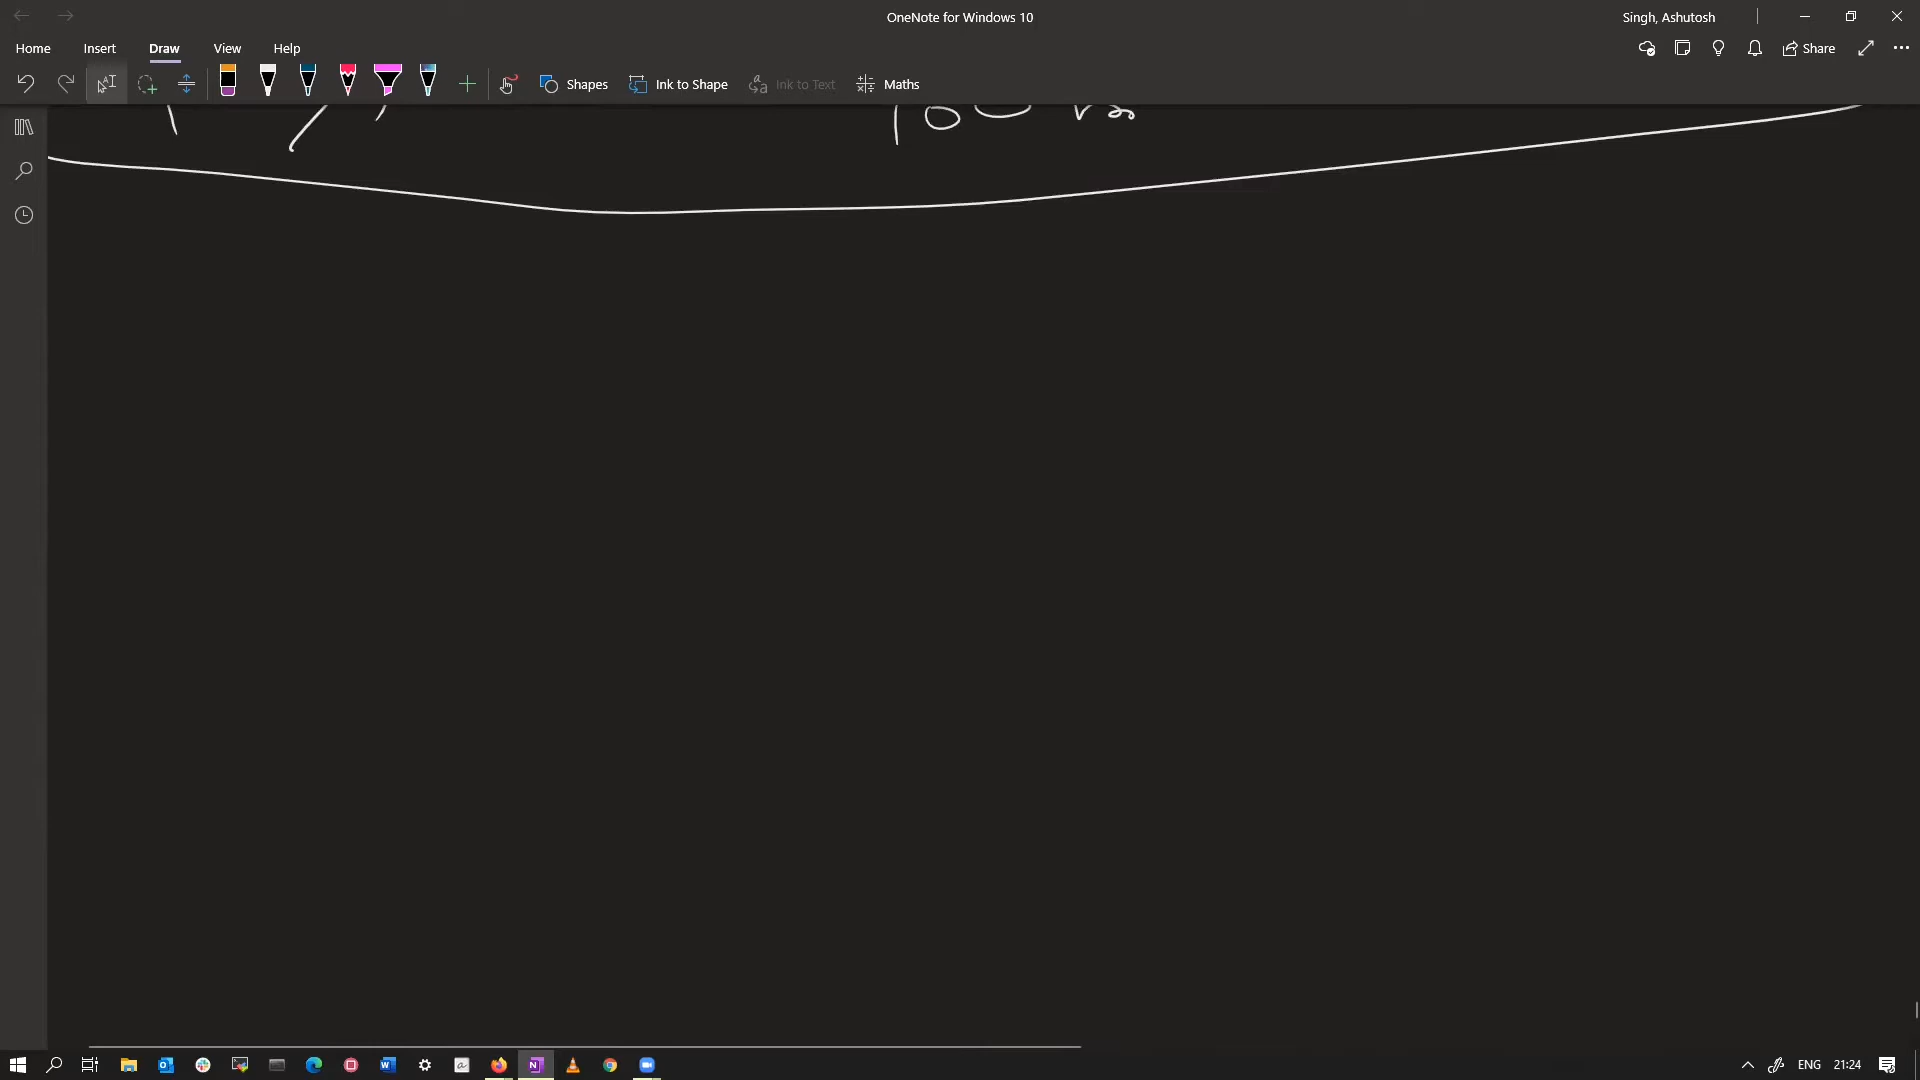 OneNote for Windows 10
Singh, Ashutosh
Home Insert Draw View Help
Share
Shapes
Ink to Shape
Ink to Text
Maths
ENG 21:24